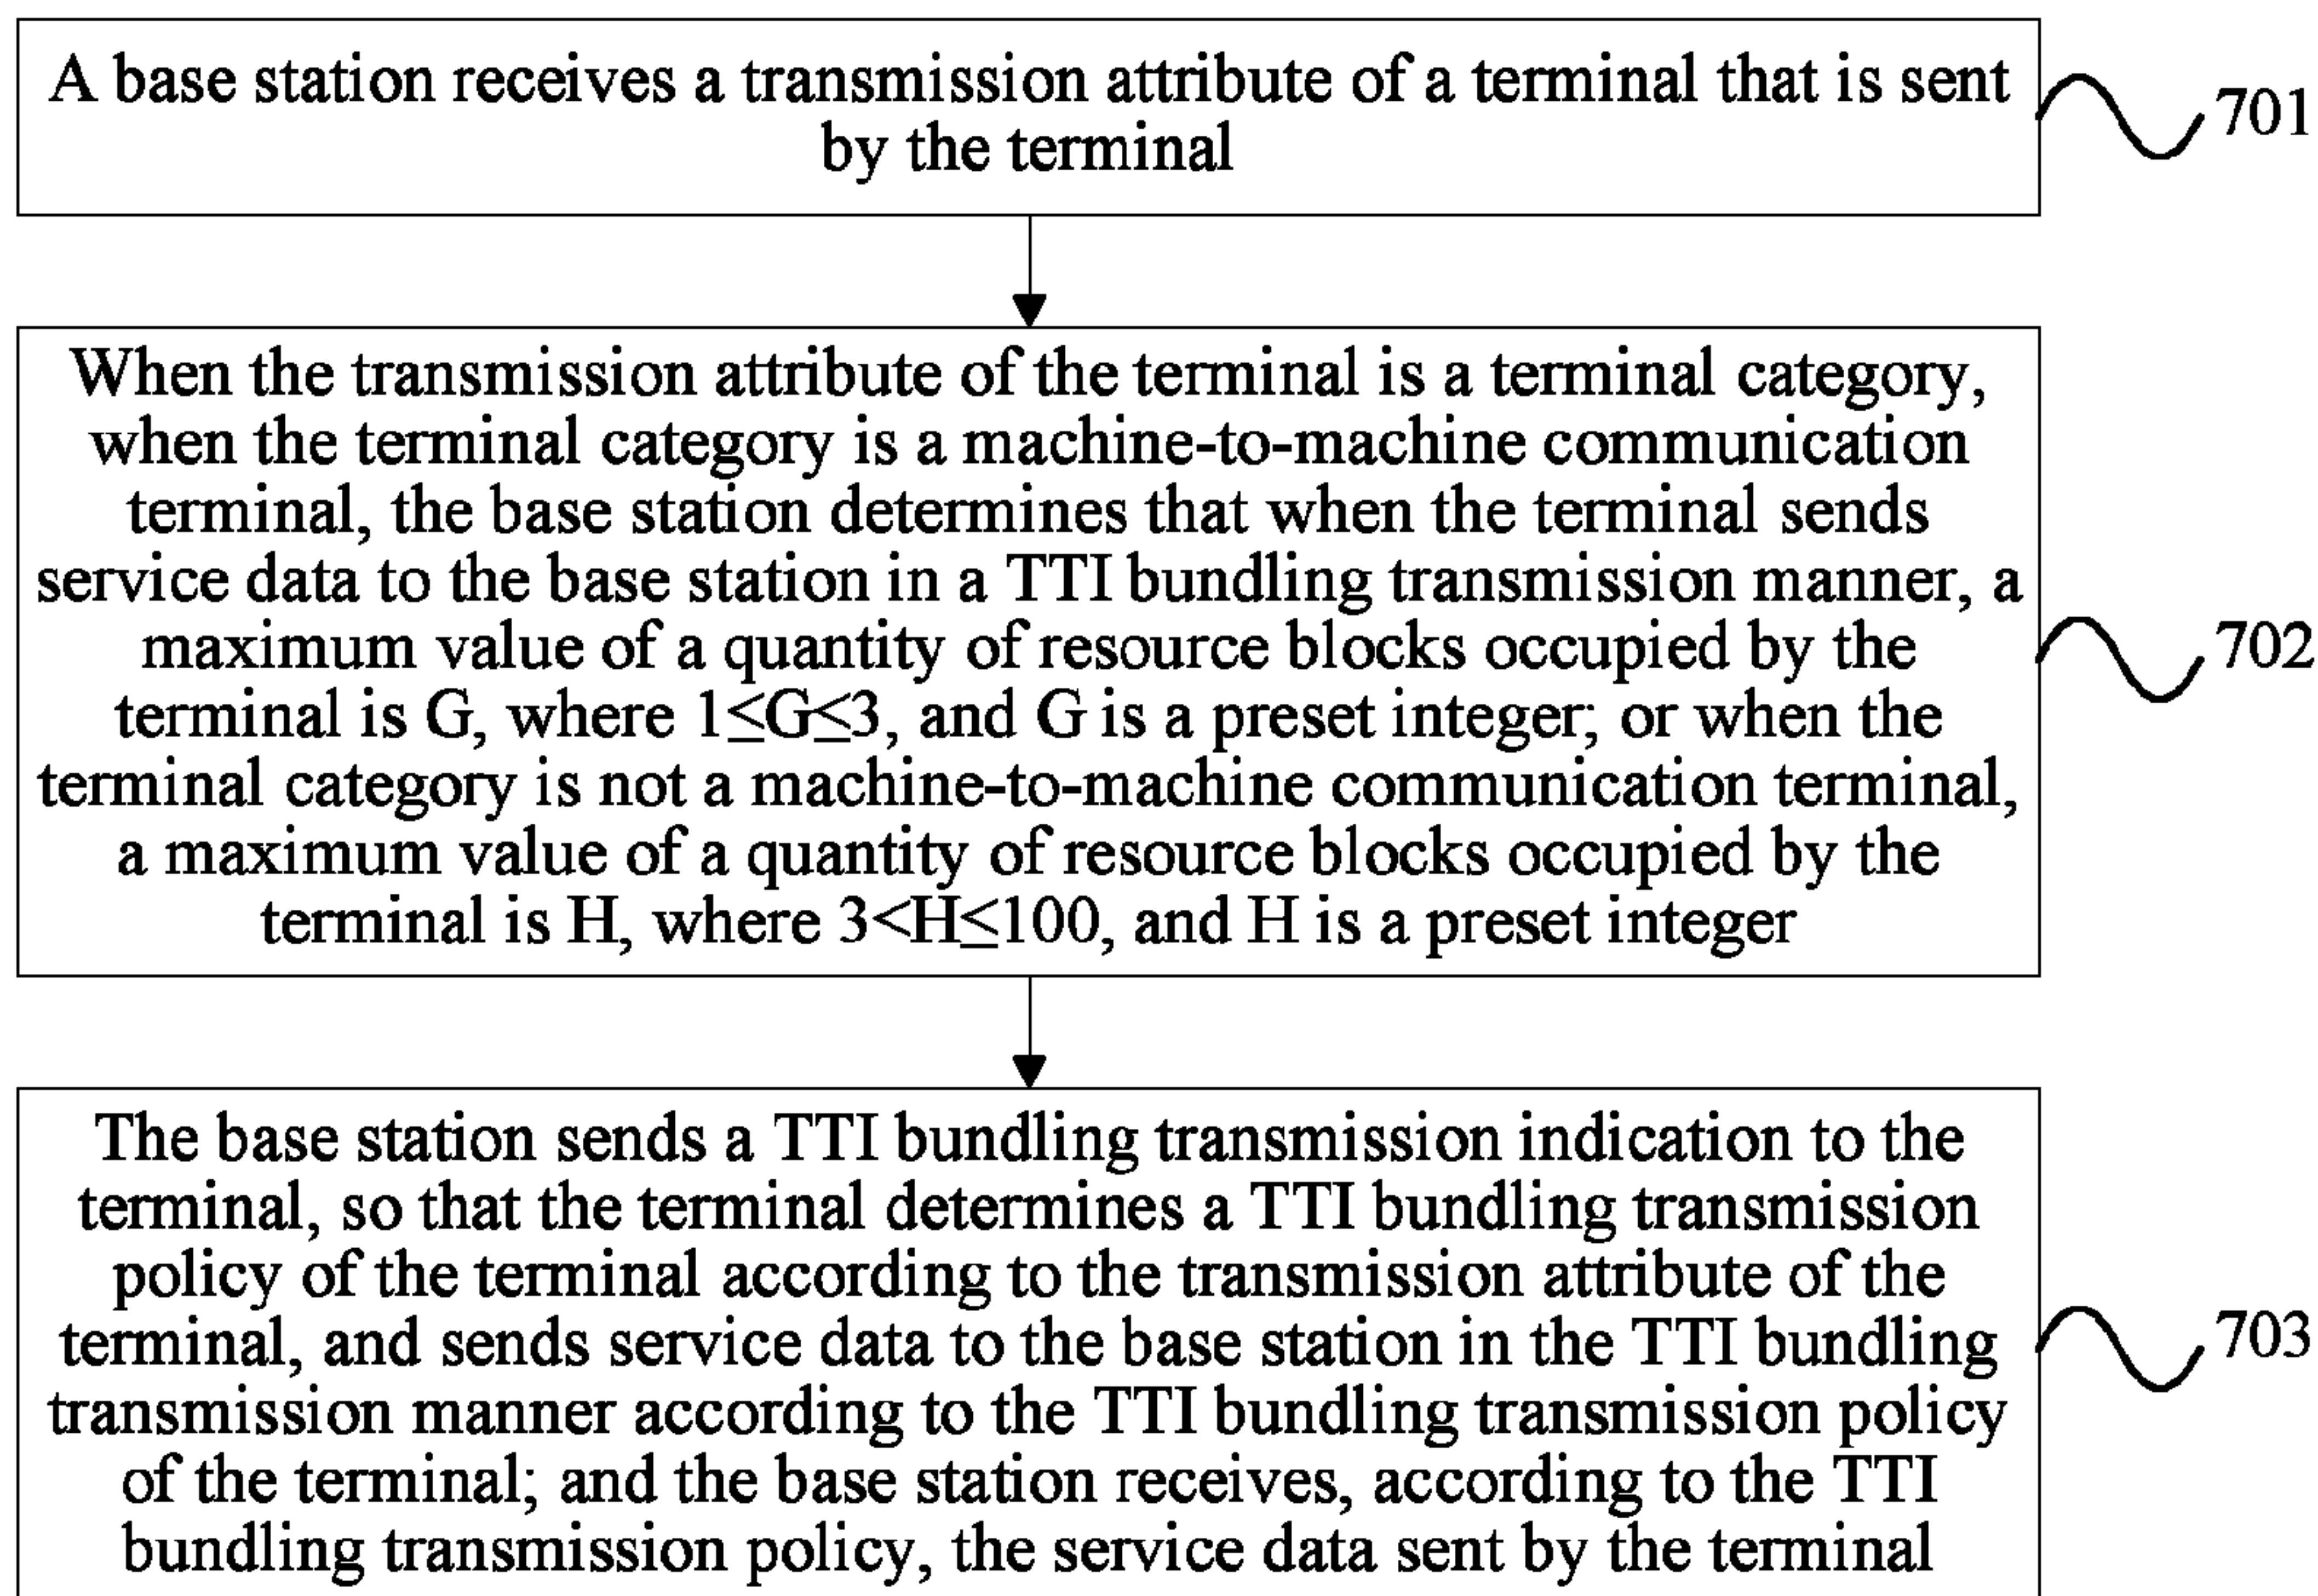 A base station receives a transmission attribute of a terminal that is sent
by the terminal
701
When the transmission attribute of the terminal is a terminal category,
when the terminal category is a machine-to-machine communication
terminal, the base station determines that when the terminal sends
service data to the base station in a TTI bundling transmission manner, a
maximum value of a quantity of resource blocks occupied by the
terminal is G, where 1≤G≤3, and G is a preset integer; or when the
terminal category is not a machine-to-machine communication terminal,
a maximum value of a quantity of resource blocks occupied by the
terminal is H, where 3<H≤100, and H is a preset integer
702
The base station sends a TTI bundling transmission indication to the
terminal, so that the terminal determines a TTI bundling transmission
policy of the terminal according to the transmission attribute of the
terminal, and sends service data to the base station in the TTI bundling
transmission manner according to the TTI bundling transmission policy
of the terminal; and the base station receives, according to the TTI
bundling transmission policy, the service data sent by the terminal
703